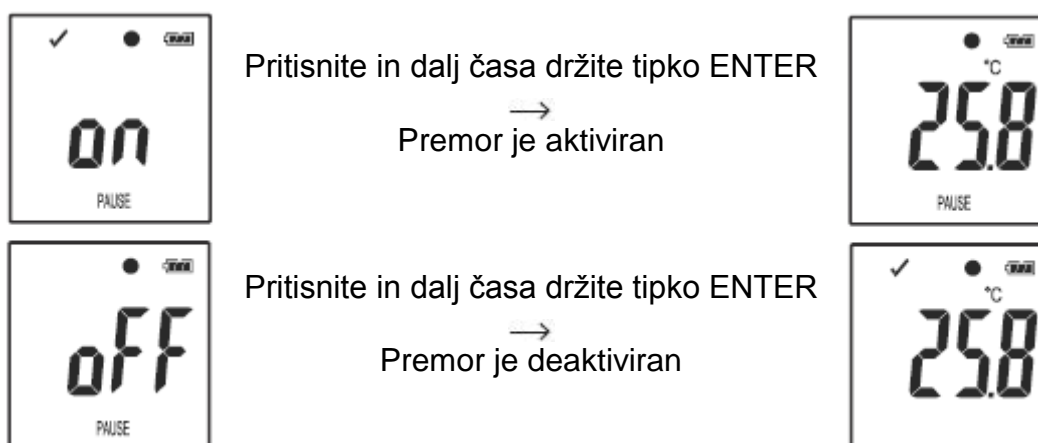 on
PAUSE
Pritisnite in dalj časa držite tipko ENTER
→
Premor je aktiviran
°C
25.8
PAUSE
oFF
PAUSE
Pritisnite in dalj časa držite tipko ENTER
→
Premor je deaktiviran
°C
25.8